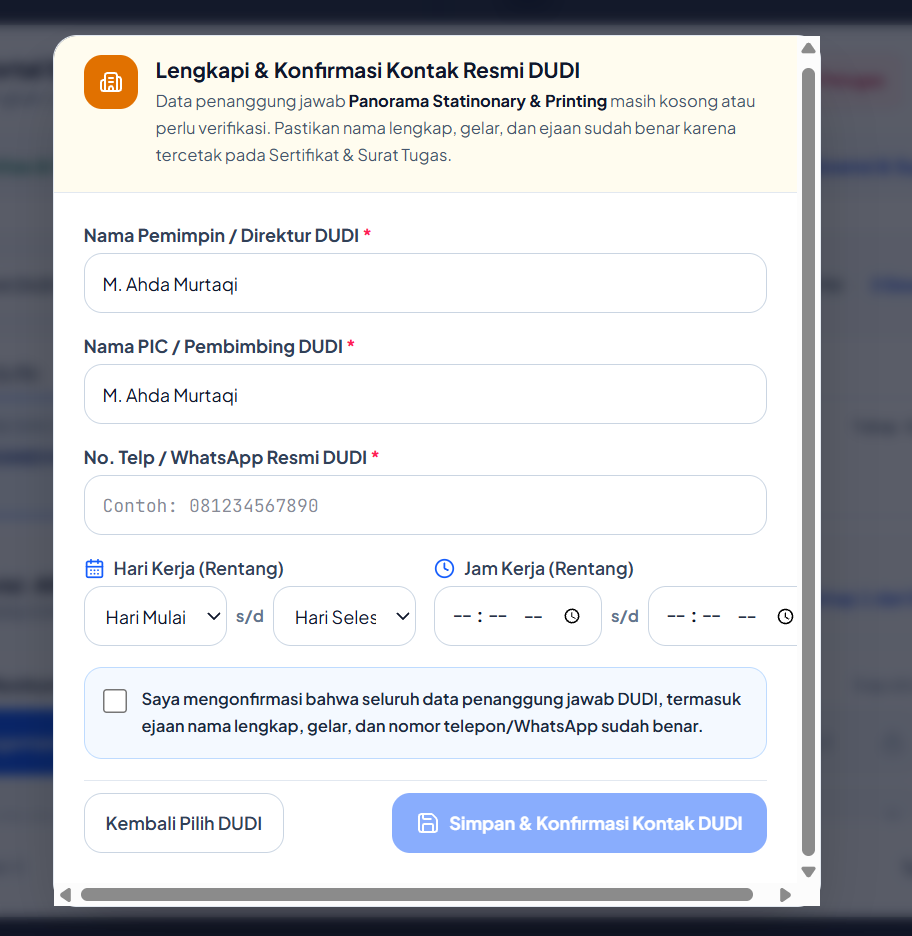 Lengkapi & Konfirmasi Kontak Resmi DUDI
Data penanggung jawab Panorama Statinonary & Printing masih kosong atau
perlu verifikasi. Pastikan nama lengkap, gelar, dan ejaan sudah benar karena
tercetak pada Sertifikat & Surat Tugas.
Nama Pemimpin / Direktur DUDI *
M. Ahda Murtaqi
Nama PIC / Pembimbing DUDI *
M. Ahda Murtaqi
No. Telp / WhatsApp Resmi DUDI *
Contoh: 081234567890
Hari Kerja (Rentang) Jam Kerja (Rentang)
Hari Mulai s/d Hari Seles --:-- -- s/d --:-- --
Saya mengonfirmasi bahwa seluruh data penanggung jawab DUDI, termasuk
ejaan nama lengkap, gelar, dan nomor telepon/WhatsApp sudah benar.
Kembali Pilih DUDI Simpan & Konfirmasi Kontak DUDI